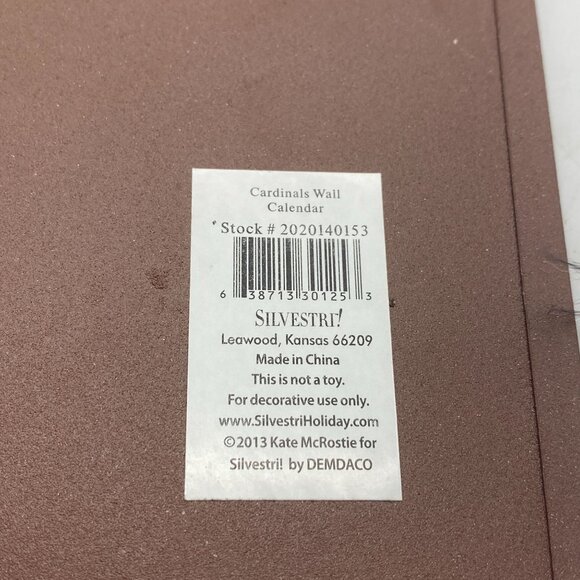 Cardinals Wall
Calendar
Stock # 2020140153
6 38713 30125 3
SILVESTRI!
Leawood, Kansas 66209
Made in China
This is not a toy.
For decorative use only.
www.SilvestriHoliday.com
©2013 Kate McRostie for
Silvestri! by DEMDACO